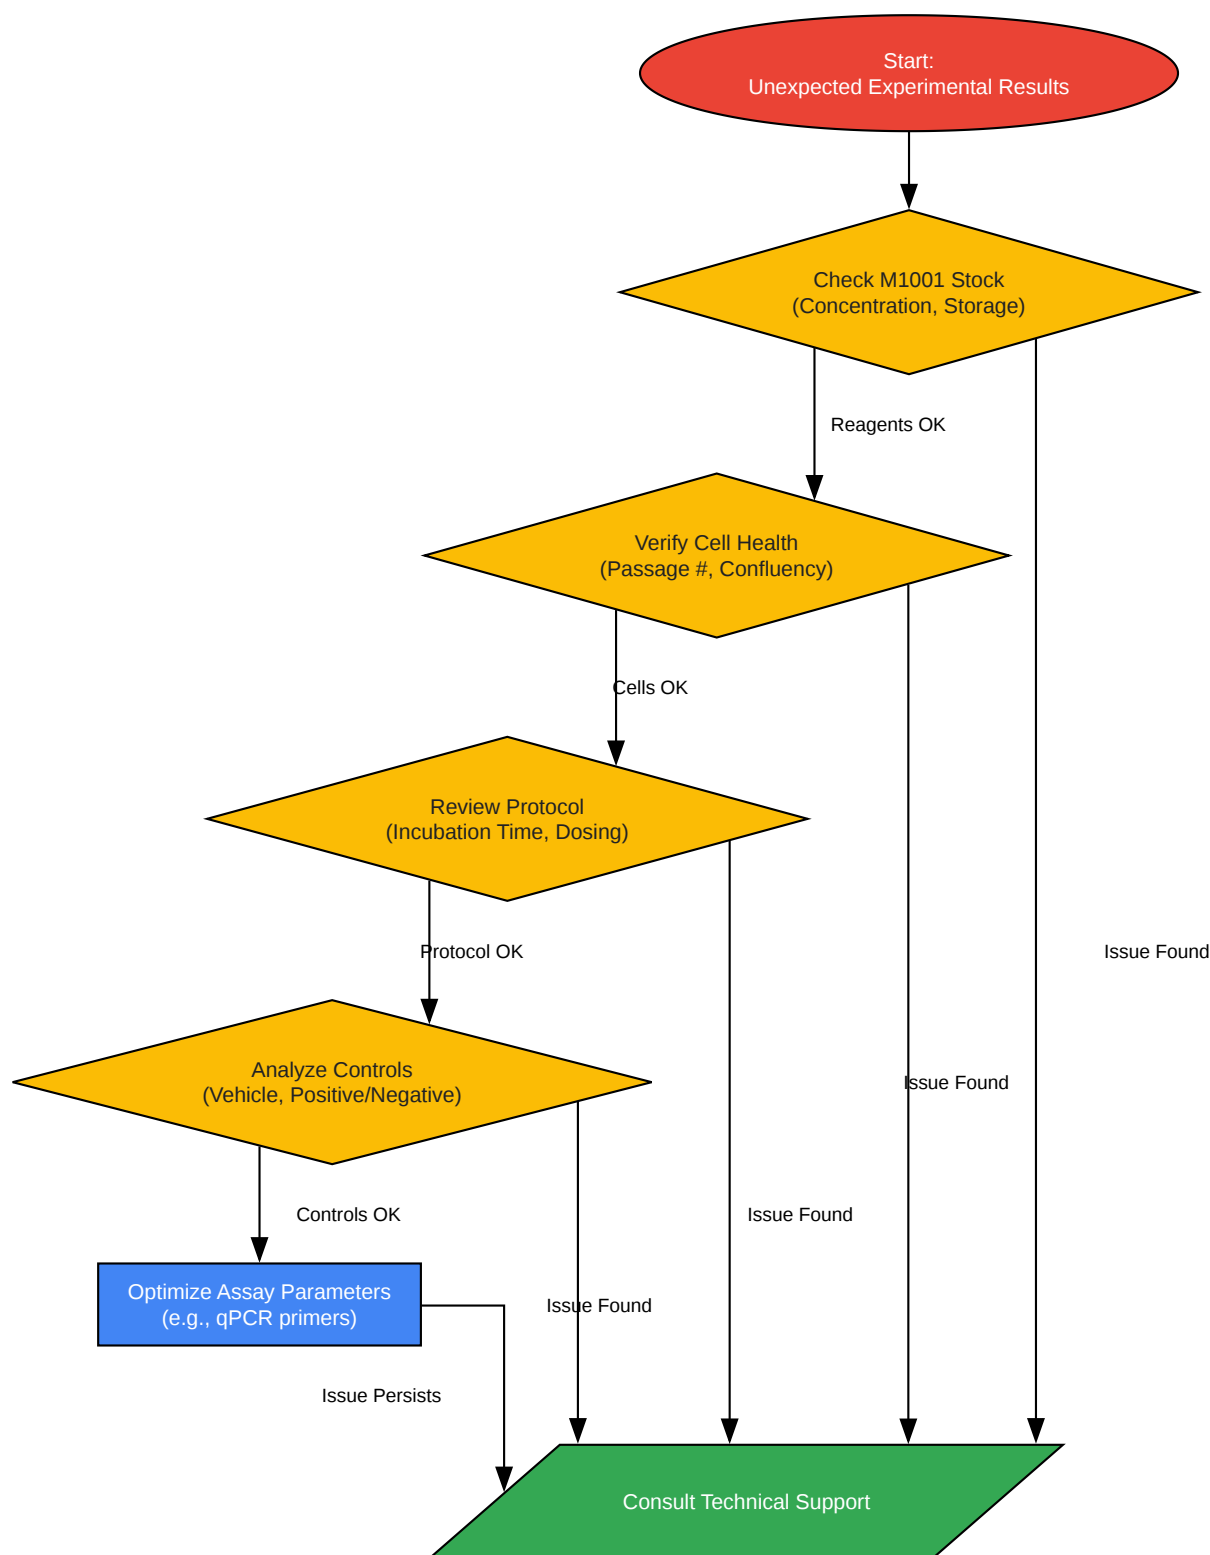 Start:
Unexpected Experimental Results
Check M1001 Stock
(Concentration, Storage)
Reagents OK
Verify Cell Health
(Passage #, Confluency)
Cells OK
Review Protocol
(Incubation Time, Dosing)
Protocol OK
Issue Found
Analyze Controls
(Vehicle, Positive/Negative)
Issue Found
Controls OK
Issue Found
Optimize Assay Parameters
(e.g., qPCR primers)
Issue Found
Issue Persists
Consult Technical Support